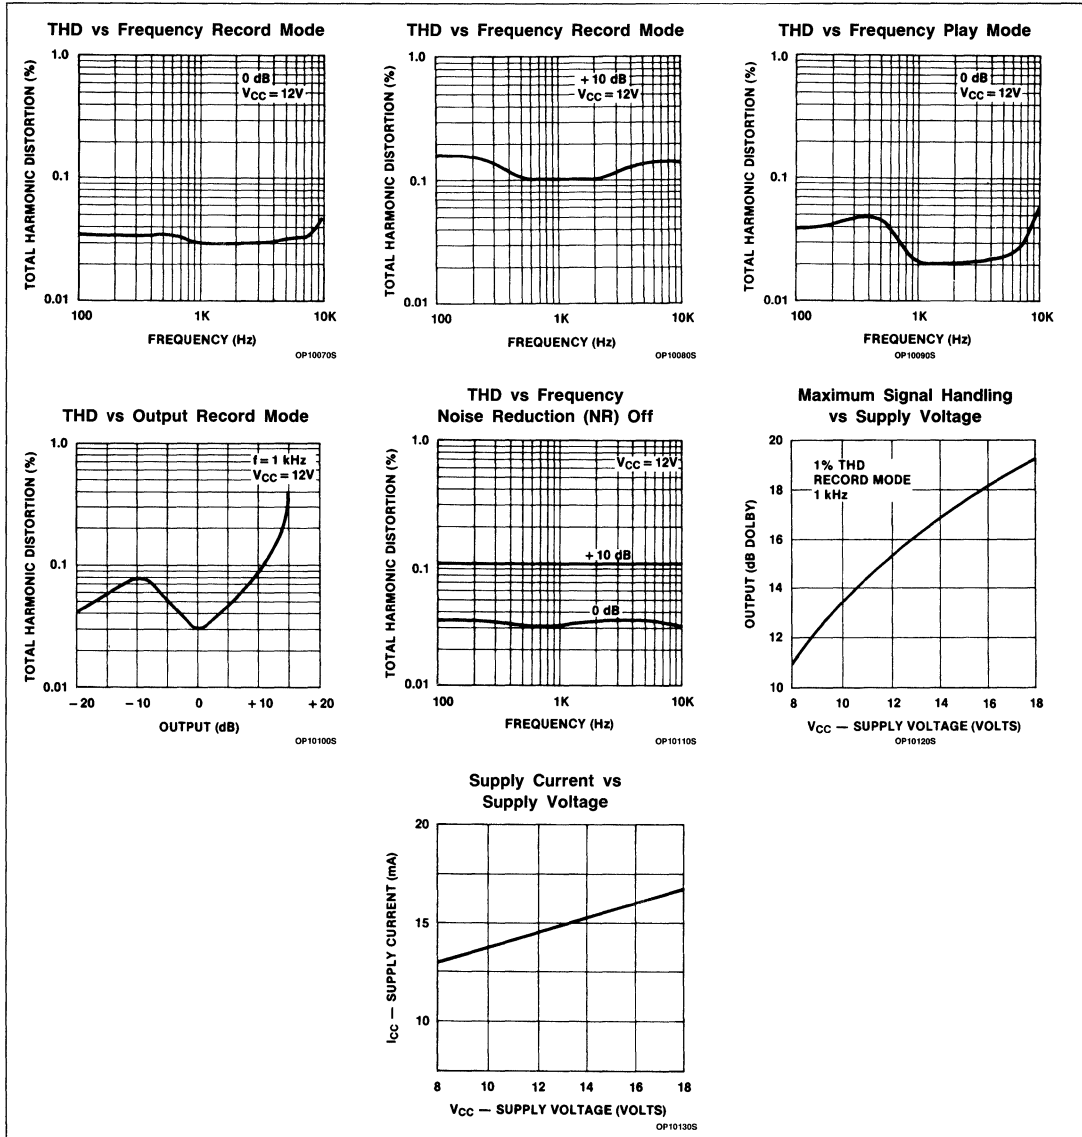 THD vs Frequency Record Mode
TOTAL HARMONIC DISTORTION (%)
1.0
0.1
0.01
0 dB
VCC = 12V
100
1K
10K
FREQUENCY (Hz)
OP10070S
THD vs Frequency Record Mode
TOTAL HARMONIC DISTORTION (%)
1.0
0.1
0.01
+10 dB
VCC = 12V
100
1K
10K
FREQUENCY (Hz)
OP10080S
THD vs Frequency Play Mode
TOTAL HARMONIC DISTORTION (%)
1.0
0.1
0.01
0 dB
VCC = 12V
100
1K
10K
FREQUENCY (Hz)
OP10090S
THD vs Output Record Mode
TOTAL HARMONIC DISTORTION (%)
1.0
0.1
0.01
f = 1 kHz
VCC = 12V
−20
−10
0
+10
+20
OUTPUT (dB)
OP10100S
THD vs Frequency
Noise Reduction (NR) Off
TOTAL HARMONIC DISTORTION (%)
1.0
0.1
0.01
VCC = 12V
+10 dB
0 dB
100
1K
10K
FREQUENCY (Hz)
OP10110S
Maximum Signal Handling
vs Supply Voltage
OUTPUT (dB DOLBY)
20
18
16
14
12
10
1% THD
RECORD MODE
1 kHz
8
10
12
14
16
18
VCC — SUPPLY VOLTAGE (VOLTS)
OP10120S
Supply Current vs
Supply Voltage
ICC — SUPPLY CURRENT (mA)
20
15
10
8
10
12
14
16
18
VCC — SUPPLY VOLTAGE (VOLTS)
OP10130S